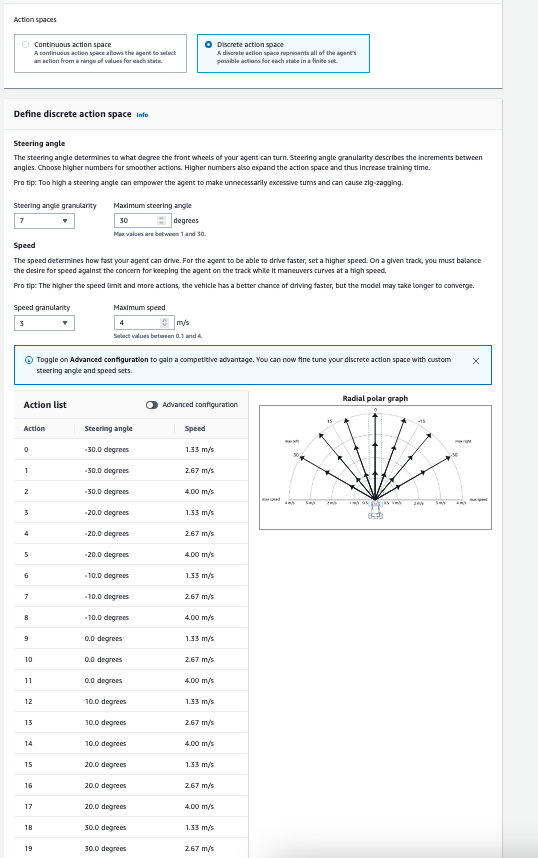 Action spaces
Continuous action space
A continuous action space allows the agent to select
an action from a range of values for each state.
Discrete action space
A discrete action space represents all of the agent's
possible actions for each state in a finite set.
Define discrete action space Info
Steering angle
The steering angle determines to what degree the front wheels of your agent can turn. Steering angle granularity describes the increments between
angles. Choose higher numbers for smoother actions. Higher numbers also expand the action space and thus increase training time.
Pro tip: Too high a steering angle can empower the agent to make unnecessarily excessive turns and can cause zig-zagging.
Steering angle granularity
7
Maximum steering angle
30 degrees
Max values are between 1 and 30.
Speed
The speed determines how fast your agent can drive. For the agent to be able to drive faster, set a higher speed. On a given track, you must balance
the desire for speed against the concern for keeping the agent on the track while it maneuvers curves at a high speed.
Pro tip: The higher the speed limit and more actions, the vehicle has a better chance of driving faster, but the model may take longer to converge.
Speed granularity
3
Maximum speed
4 m/s
Select values between 0.1 and 4.
Toggle on Advanced configuration to gain a competitive advantage. You can now fine tune your discrete action space with custom
steering angle and speed sets.
Action list Advanced configuration
Action Steering angle Speed
0 -30.0 degrees 1.33 m/s
1 -30.0 degrees 2.67 m/s
2 -30.0 degrees 4.00 m/s
3 -20.0 degrees 1.33 m/s
4 -20.0 degrees 2.67 m/s
5 -20.0 degrees 4.00 m/s
6 -10.0 degrees 1.33 m/s
7 -10.0 degrees 2.67 m/s
8 -10.0 degrees 4.00 m/s
9 0.0 degrees 1.33 m/s
10 0.0 degrees 2.67 m/s
11 0.0 degrees 4.00 m/s
12 10.0 degrees 1.33 m/s
13 10.0 degrees 2.67 m/s
14 10.0 degrees 4.00 m/s
15 20.0 degrees 1.33 m/s
16 20.0 degrees 2.67 m/s
17 20.0 degrees 4.00 m/s
18 30.0 degrees 1.33 m/s
19 30.0 degrees 2.67 m/s
Radial polar graph
0
15 -15
max left max right
30 -30
max speed max speed
4 m/s 3 m/s 2 m/s 1 m/s 0.5 0.5 1 m/s 2 m/s 3 m/s 4 m/s